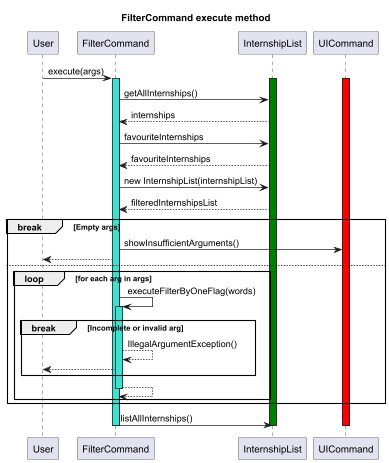 FilterCommand execute method
User FilterCommand InternshipList UICommand
execute(args)
getAllInternships()
internships
favouriteInternships
favouriteInternships
new InternshipList(internshipList)
filteredInternshipsList
break [Empty args]
showInsufficientArguments()
loop [for each arg in args]
executeFilterByOneFlag(words)
break [Incomplete or invalid arg]
IllegalArgumentException()
listAllInternships()
User FilterCommand InternshipList UICommand